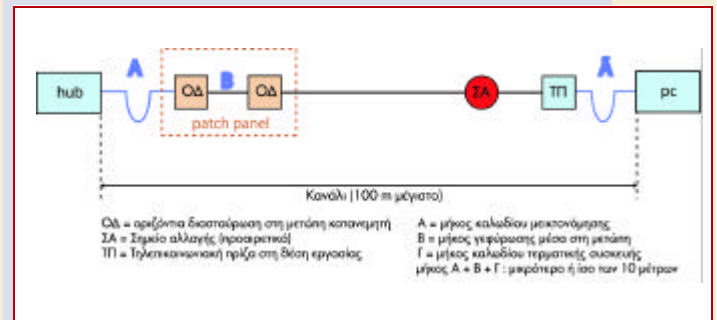 A B Ã
hub ΟΔ ΟΔ ΣΑ ΤΠ pc
patch panel
Κανάλι (100 m μέγιστο)
ΟΔ = οριζόντια διασταύρωση στη μετώπη κατανεμητή
ΣΑ = Σημείο αλλαγής (προαιρετικό)
ΤΠ = Τηλεπικοινωνιακή πρίζα στη θέση εργασίας
Α = μήκος καλωδίου μεικτονόμησης
Β = μήκος γεφύρωσης μέσα στη μετώπη
Γ = μήκος καλωδίου τερματικής συσκευής
μήκος Α + Β + Γ : μικρότερο ή ίσο των 10 μέτρων